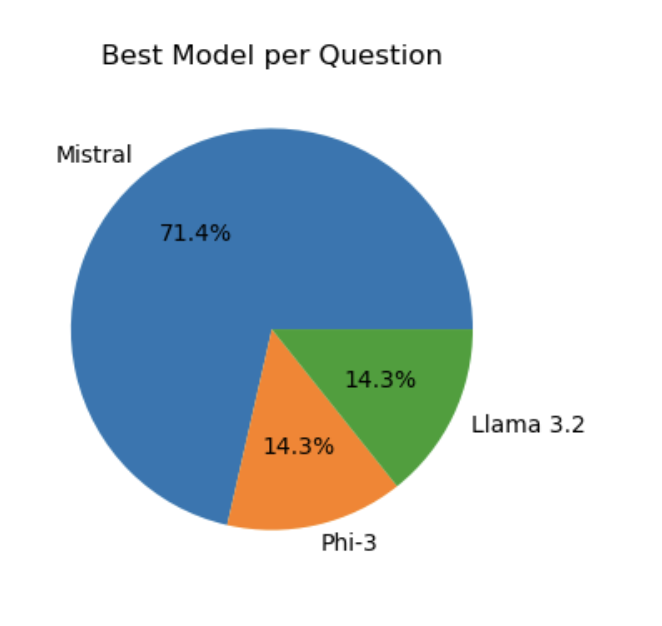 Best Model per Question
Mistral
71.4%
14.3%
Llama 3.2
14.3%
Phi-3